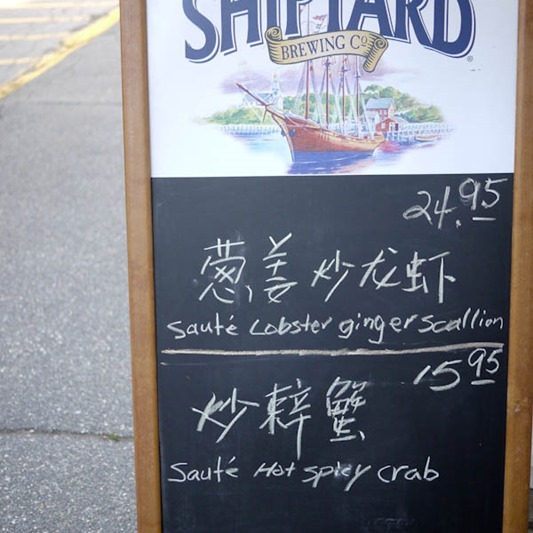 SHIPYARD
BREWING CO.
®
24.95
葱姜炒龙虾
sauté Lobster ginger scallion
15.95
炒辣蟹
sauté Hot spicy crab